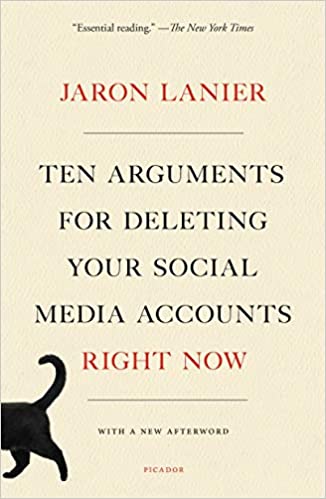 "Essential reading." —The New York Times
JARON LANIER
TEN ARGUMENTS
FOR DELETING
YOUR SOCIAL
MEDIA ACCOUNTS
RIGHT NOW
WITH A NEW AFTERWORD
PICADOR